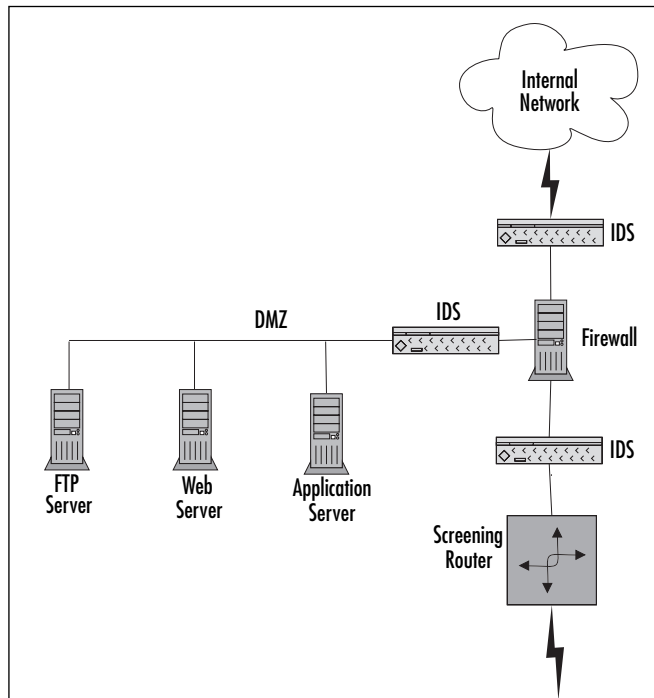 Internal
Network
IDS
DMZ
IDS
Firewall
IDS
FTP
Server
Web
Server
Application
Server
Screening
Router